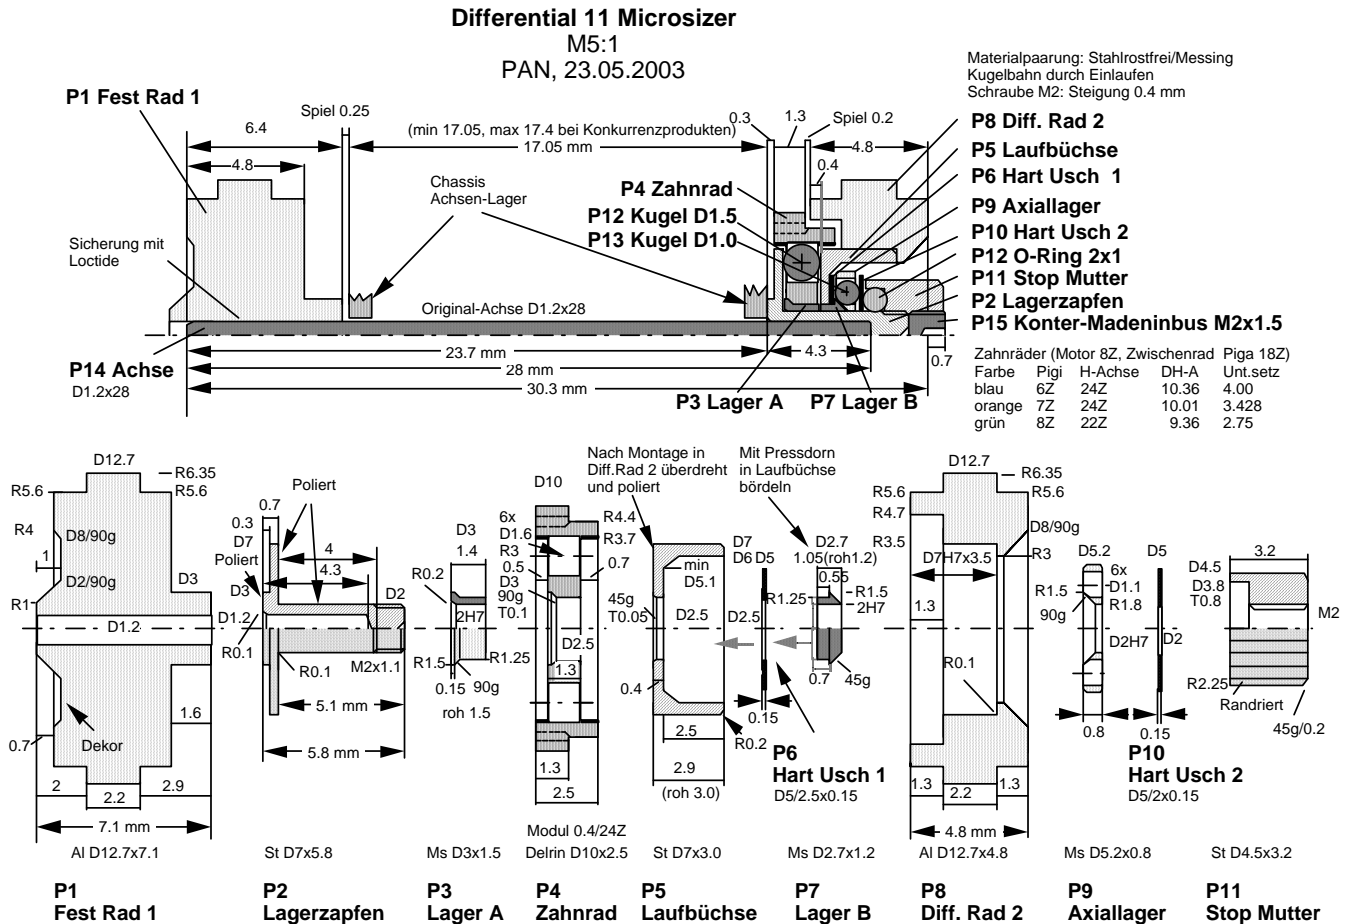 Differential 11 Microsizer
M5:1
PAN, 23.05.2003
Materialpaarung: Stahlrostfrei/Messing
Kugelbahn durch Einlaufen
Schraube M2: Steigung 0.4 mm
P1 Fest Rad 1
Spiel 0.25
6.4
4.8
(min 17.05, max 17.4 bei Konkurrenzprodukten)
17.05 mm
0.3
1.3
Spiel 0.2
4.8
0.4
P8 Diff. Rad 2
P5 Laufbüchse
P6 Hart Usch 1
P9 Axiallager
P10 Hart Usch 2
P12 O-Ring 2x1
P11 Stop Mutter
P2 Lagerzapfen
P15 Konter-Madeninbus M2x1.5
Chassis
Achsen-Lager
P4 Zahnrad
P12 Kugel D1.5
P13 Kugel D1.0
Sicherung mit
Loctide
Original-Achse D1.2x28
P14 Achse
D1.2x28
23.7 mm
4.3
28 mm
30.3 mm
0.7
P3 Lager A
P7 Lager B
Zahnräder (Motor 8Z, Zwischenrad Piga 18Z)
Farbe Pigi H-Achse DH-A Unt.setz
blau 6Z 24Z 10.36 4.00
orange 7Z 24Z 10.01 3.428
grün 8Z 22Z 9.36 2.75
D12.7
R6.35
R5.6
R5.6
R4
D8/90g
1
D2/90g
D3
R1
D1.2
1.6
0.7
Dekor
2
2.2
2.9
7.1 mm
Al D12.7x7.1
P1
Fest Rad 1
Poliert
0.7
0.3
D7
Poliert
4
4.3
D3
D2
D1.2
R0.1
R0.1
M2x1.1
5.1 mm
5.8 mm
St D7x5.8
P2
Lagerzapfen
D3
1.4
R0.2
2H7
R1.5
R1.25
0.15
90g
roh 1.5
Ms D3x1.5
P3
Lager A
D10
6x
D1.6
R3
0.5
D3
90g
T0.1
R4.4
R3.7
0.7
D2.5
1.3
1.3
2.5
Modul 0.4/24Z
Delrin D10x2.5
P4
Zahnrad
Nach Montage in
Diff.Rad 2 überdreht
und poliert
D7
D6
min
D5.1
45g
T0.05
D2.5
0.4
2.5
R0.2
2.9
(roh 3.0)
St D7x3.0
P5
Laufbüchse
D5
D2.5
0.15
P6
Hart Usch 1
D5/2.5x0.15
Mit Pressdorn
in Laufbüchse
bördeln
D2.7
1.05(roh1.2)
0.55
R1.25
R1.5
2H7
0.7
45g
Ms D2.7x1.2
P7
Lager B
D12.7
R6.35
R5.6
R5.6
R4.7
D8/90g
R3.5
D7H7x3.5
R3
1.3
R0.1
1.3
2.2
1.3
4.8 mm
Al D12.7x4.8
P8
Diff. Rad 2
D5.2
6x
D1.1
R1.5
R1.8
90g
D2H7
0.8
Ms D5.2x0.8
P9
Axiallager
D5
D2
0.15
P10
Hart Usch 2
D5/2x0.15
3.2
D4.5
D3.8
T0.8
M2
R2.25
Randriert
45g/0.2
St D4.5x3.2
P11
Stop Mutter